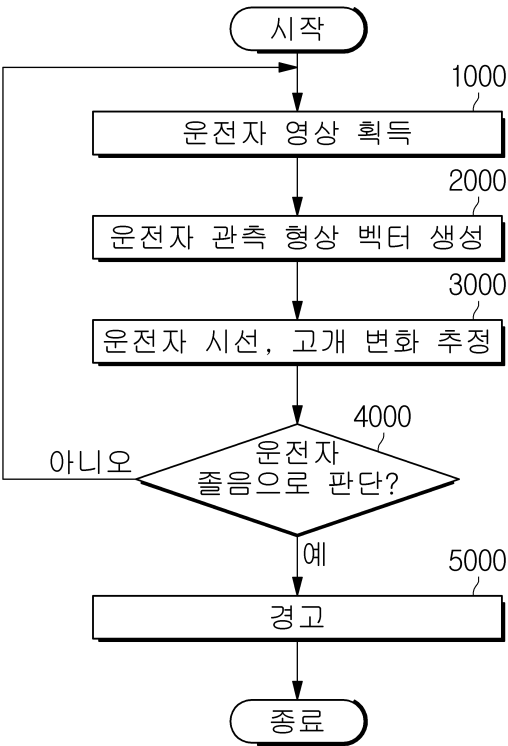 시작
1000
운전자 영상 획득
2000
운전자 관측 형상 벡터 생성
3000
운전자 시선, 고개 변화 추정
4000
운전자
졸음으로 판단?
아니오
예
5000
경고
종료